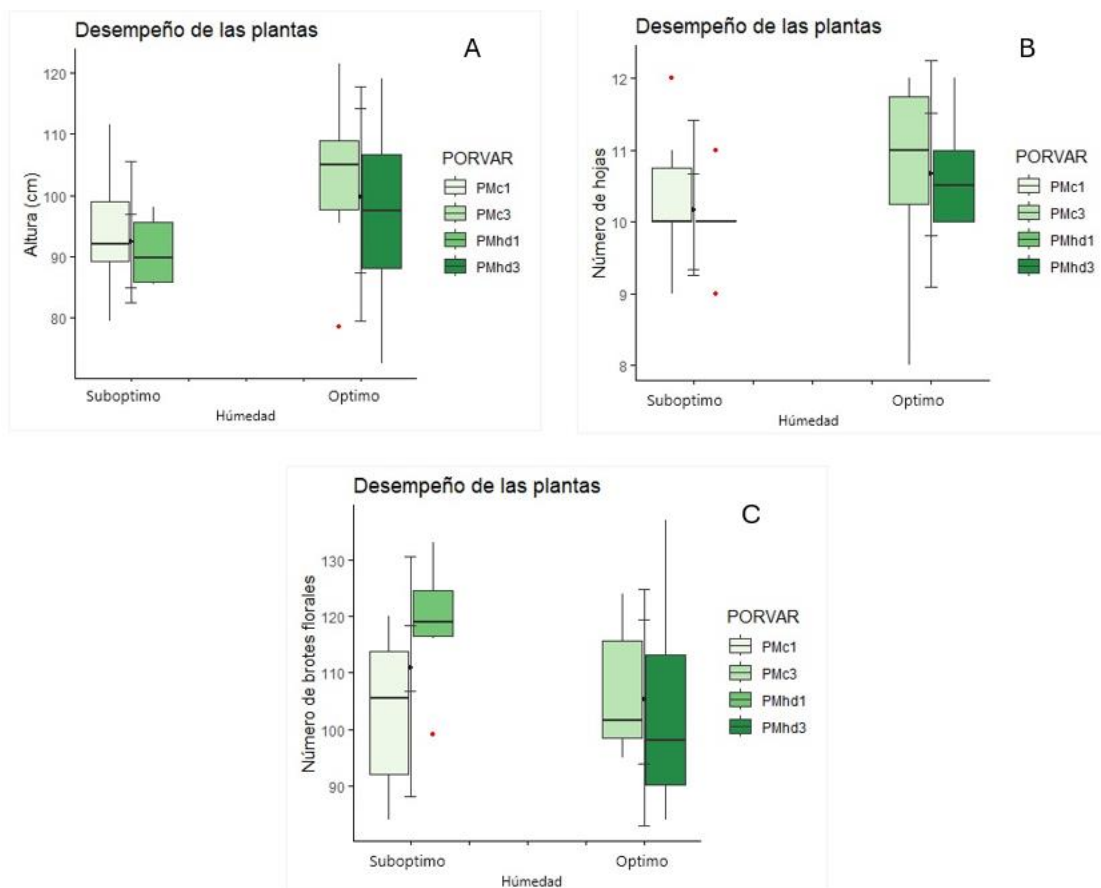 Desempeño de las plantas
A
Altura (cm)
120
110
100
90
80
Suboptimo
Optimo
Húmedad
PORVAR
PMc1
PMc3
PMhd1
PMhd3
Desempeño de las plantas
B
Número de hojas
12
11
10
9
8
Suboptimo
Optimo
Húmedad
PORVAR
PMc1
PMc3
PMhd1
PMhd3
Desempeño de las plantas
C
Número de brotes florales
130
120
110
100
90
Suboptimo
Optimo
Húmedad
PORVAR
PMc1
PMc3
PMhd1
PMhd3